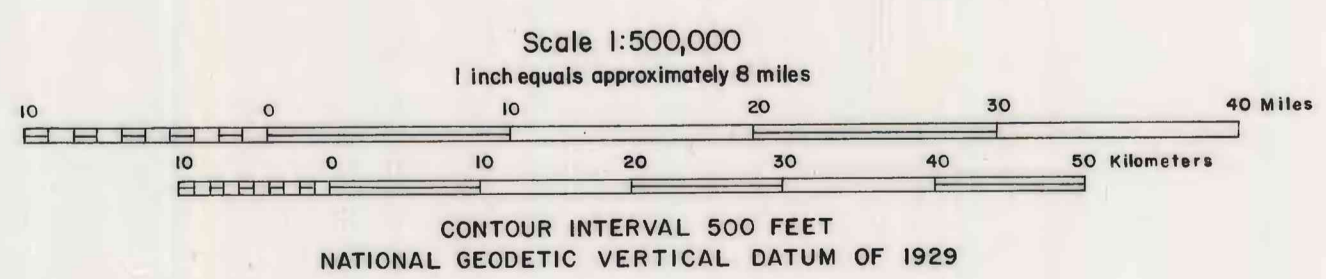 Scale 1:500,000
1 inch equals approximately 8 miles
10 0 10 20 30 40 Miles
10 0 10 20 30 40 50 Kilometers
CONTOUR INTERVAL 500 FEET
NATIONAL GEODETIC VERTICAL DATUM OF 1929